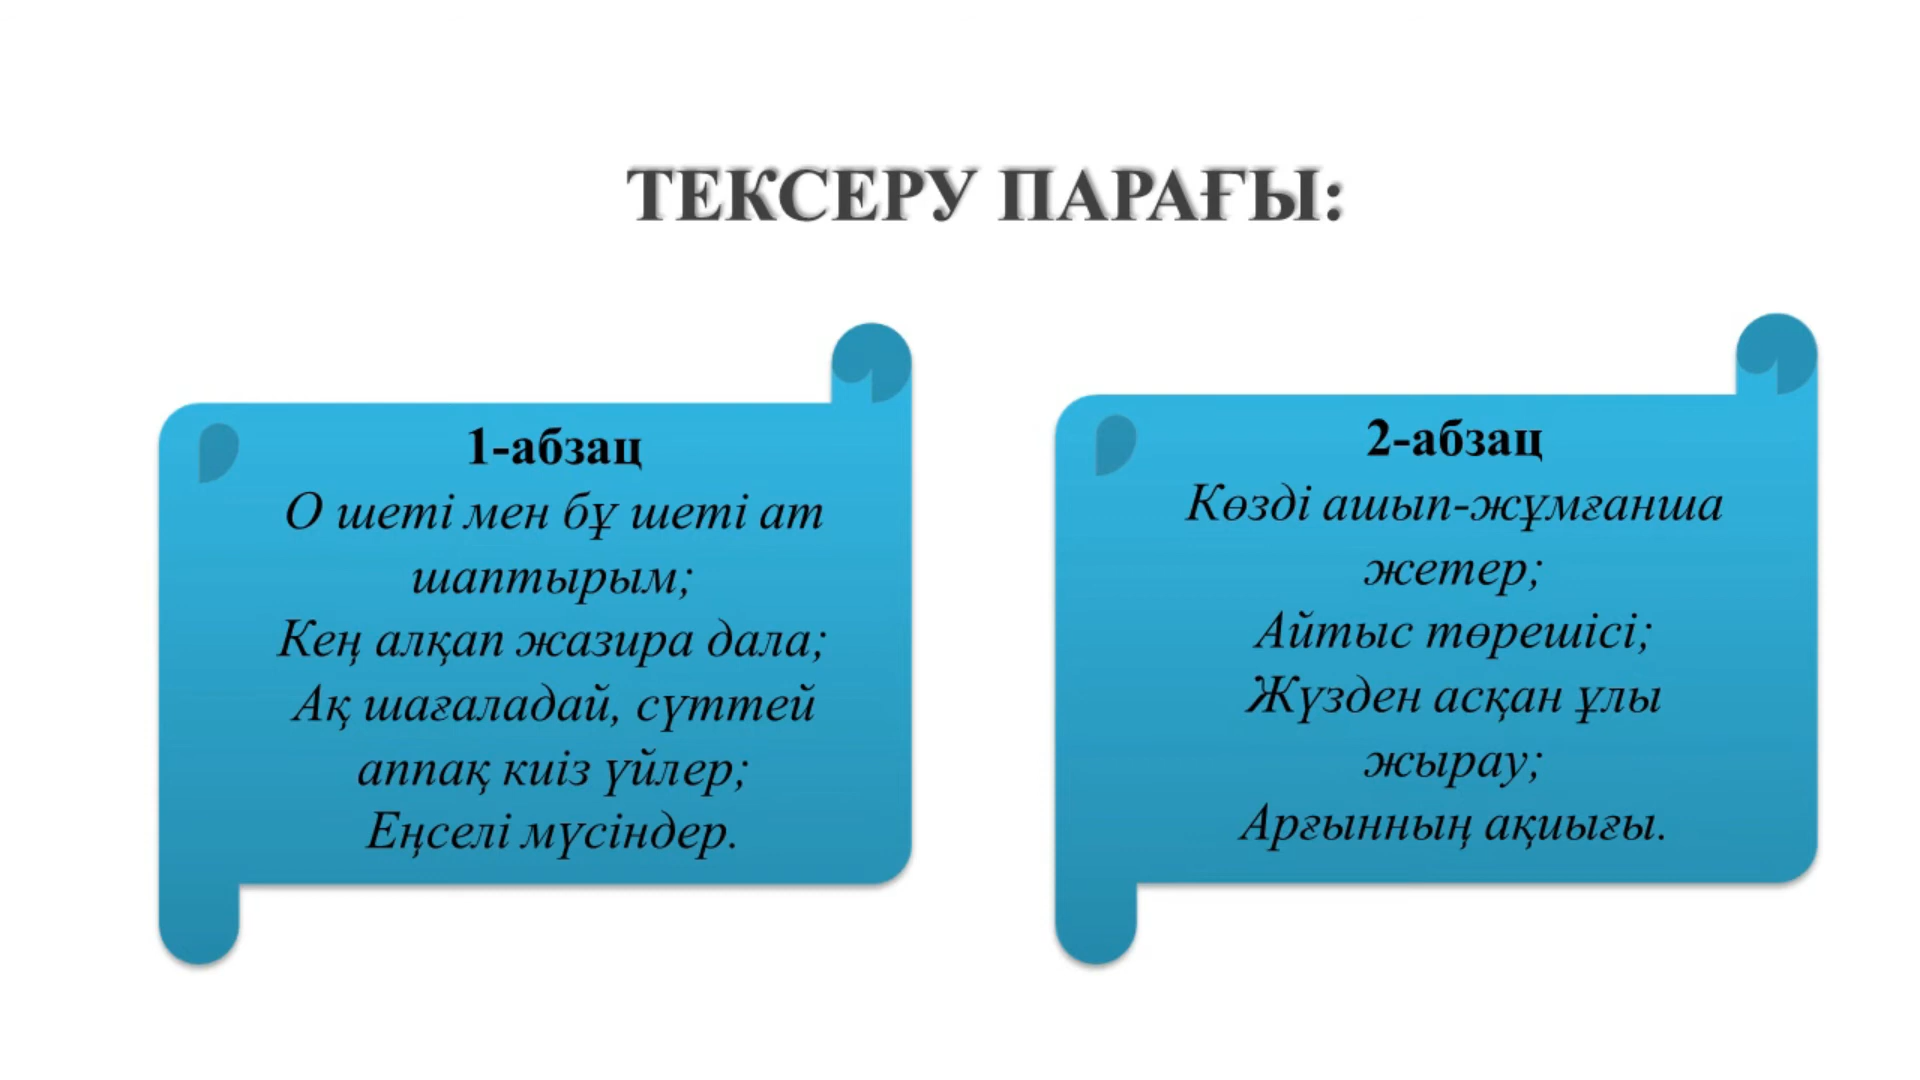 ТЕКСЕРУ ПАРАҒЫ:
1-абзац
О шеті мен бұ шеті ат
шаптырым;
Кең алқап жазира дала;
Ақ шағаладай, сүттей
аппақ киіз үйлер;
Еңселі мүсіндер.
2-абзац
Көзді ашып-жұмғанша
жетер;
Айтыс төрешісі;
Жүзден асқан ұлы
жырау;
Арғынның ақиығы.